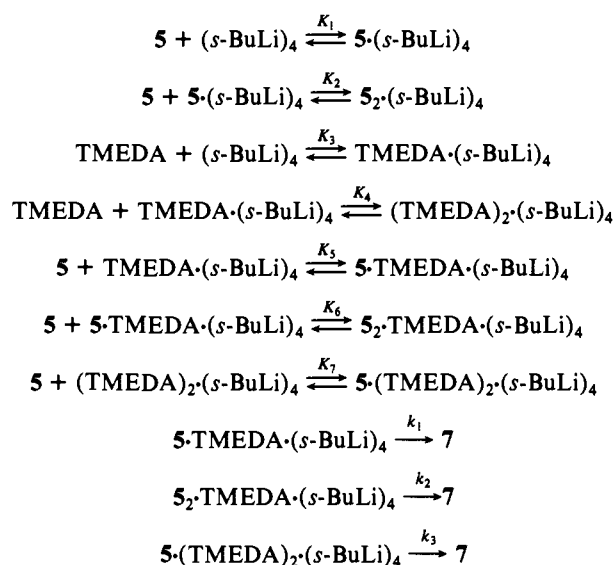 5 + (s-BuLi)₄ ⇌ K₁ 5·(s-BuLi)₄
5 + 5·(s-BuLi)₄ ⇌ K₂ 5₂·(s-BuLi)₄
TMEDA + (s-BuLi)₄ ⇌ K₃ TMEDA·(s-BuLi)₄
TMEDA + TMEDA·(s-BuLi)₄ ⇌ K₄ (TMEDA)₂·(s-BuLi)₄
5 + TMEDA·(s-BuLi)₄ ⇌ K₅ 5·TMEDA·(s-BuLi)₄
5 + 5·TMEDA·(s-BuLi)₄ ⇌ K₆ 5₂·TMEDA·(s-BuLi)₄
5 + (TMEDA)₂·(s-BuLi)₄ ⇌ K₇ 5·(TMEDA)₂·(s-BuLi)₄
5·TMEDA·(s-BuLi)₄ → k₁ 7
5₂·TMEDA·(s-BuLi)₄ → k₂ 7
5·(TMEDA)₂·(s-BuLi)₄ → k₃ 7